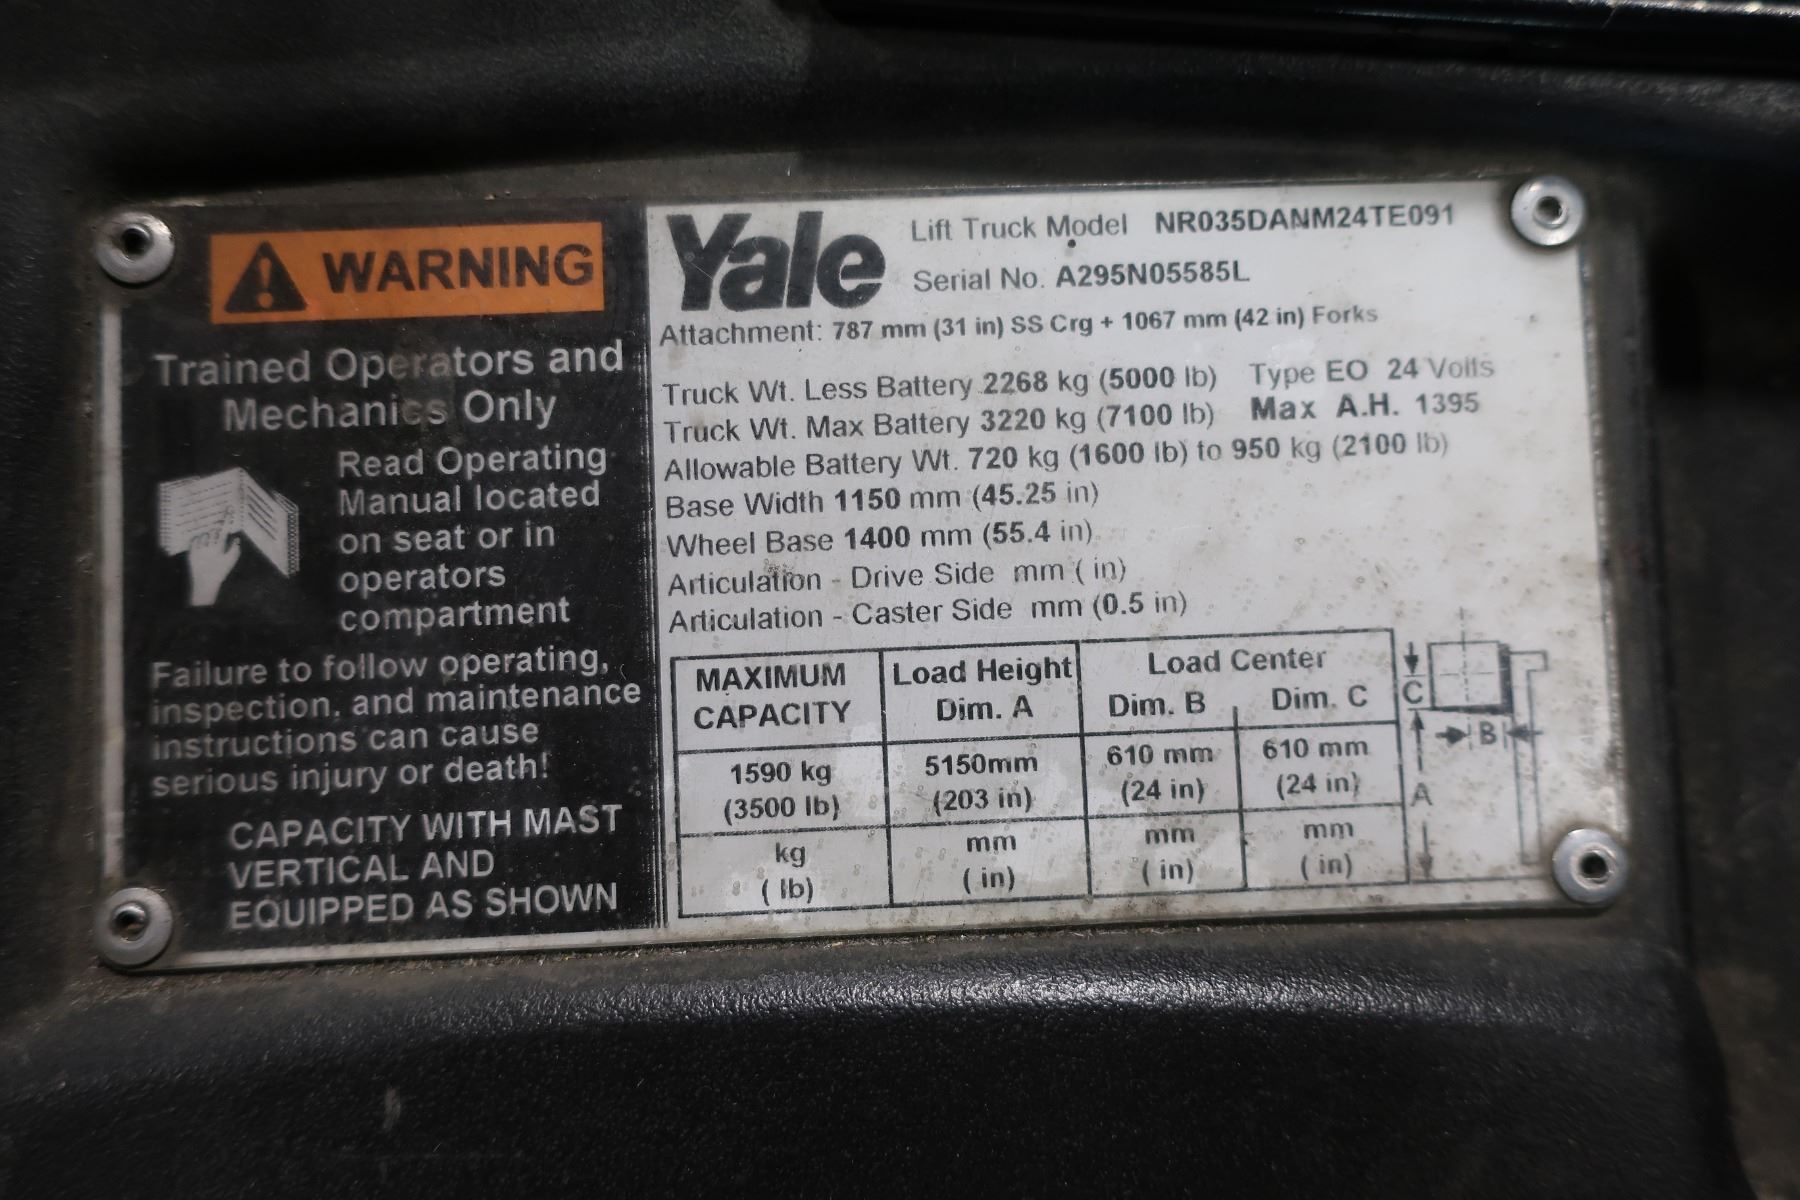 WARNING
Trained Operators and
Mechanics Only
Read Operating
Manual located
on seat or in
operators
compartment
Failure to follow operating,
inspection, and maintenance
instructions can cause
serious injury or death!
CAPACITY WITH MAST
VERTICAL AND
EQUIPPED AS SHOWN
Yale
Lift Truck Model NR035DANM24TE091
Serial No. A295N05585L
Attachment: 787 mm (31 in) SS Crg + 1067 mm (42 in) Forks
Truck Wt. Less Battery 2268 kg (5000 lb) Type EO 24 Volts
Truck Wt. Max Battery 3220 kg (7100 lb) Max A.H. 1395
Allowable Battery Wt. 720 kg (1600 lb) to 950 kg (2100 lb)
Base Width 1150 mm (45.25 in)
Wheel Base 1400 mm (55.4 in)
Articulation - Drive Side mm ( in)
Articulation - Caster Side mm (0.5 in)
MAXIMUM Load Height Load Center
CAPACITY Dim. A Dim. B Dim. C
1590 kg 5150mm 610 mm 610 mm
(3500 lb) (203 in) (24 in) (24 in)
kg mm mm mm
( lb) ( in) ( in) ( in)
C
B
A